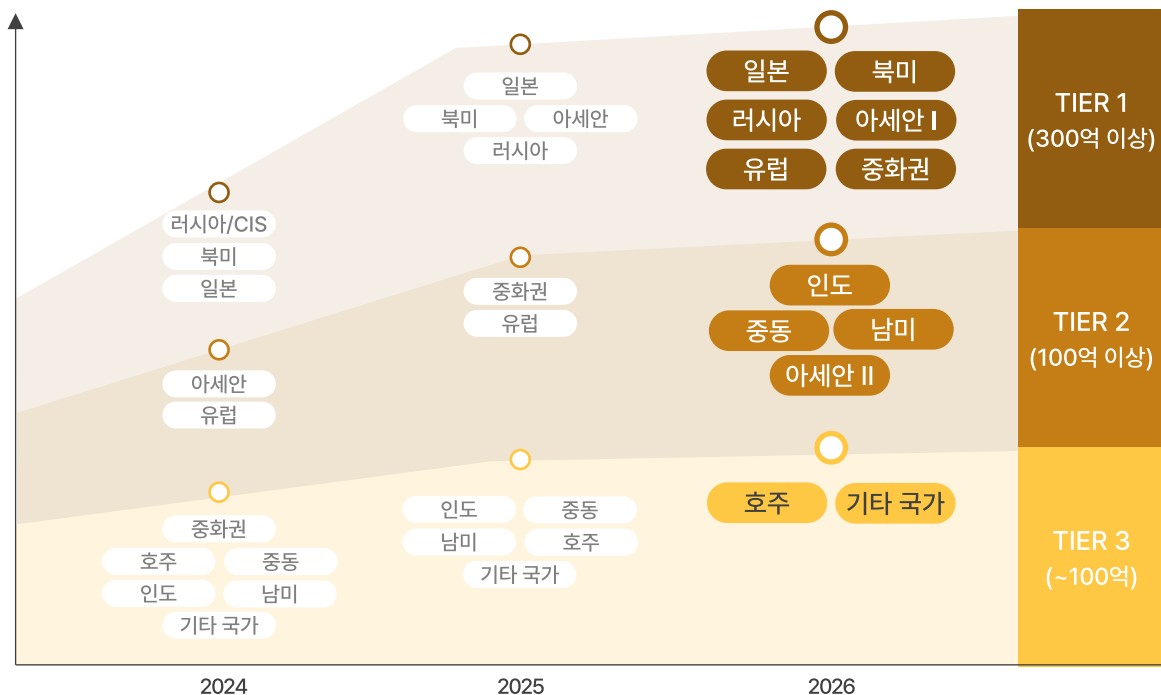 일본
북미
아세안
러시아
일본
북미
러시아
아세안 I
유럽
중화권
TIER 1
(300억 이상)
러시아/CIS
북미
일본
중화권
유럽
인도
중동
남미
아세안 II
TIER 2
(100억 이상)
아세안
유럽
중화권
호주
중동
인도
남미
기타 국가
인도
중동
남미
호주
기타 국가
호주
기타 국가
TIER 3
(~100억)
2024
2025
2026